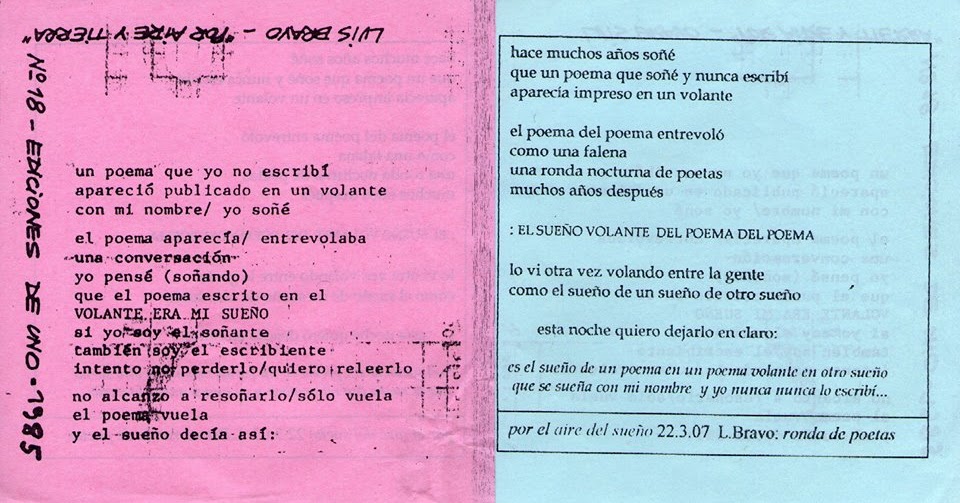 LUIS BRAVO - "POR AIRE Y TIERRA"
Nº 18 - EDICIONES DE UNO - 1985
un poema que yo no escribí
apareció publicado en un volante
con mi nombre/ yo soñé
el poema aparecía/ entrevolaba
una conversación
yo pensé (soñando)
que el poema escrito en el
VOLANTE ERA MI SUEÑO
si yo soy el soñante
también soy el escribiente
intento no perderlo/quiero releerlo
no alcanzo a resoñarlo/sólo vuela
el poema vuela
y el sueño decía así:
hace muchos años soñé
que un poema que soñé y nunca escribí
aparecía impreso en un volante
el poema del poema entrevoló
como una falena
una ronda nocturna de poetas
muchos años después
: EL SUEÑO VOLANTE DEL POEMA DEL POEMA
lo vi otra vez volando entre la gente
como el sueño de un sueño de otro sueño
esta noche quiero dejarlo en claro:
es el sueño de un poema en un poema volante en otro sueño
que se sueña con mi nombre y yo nunca nunca lo escribí...
por el aire del sueño 22.3.07 L.Bravo: ronda de poetas